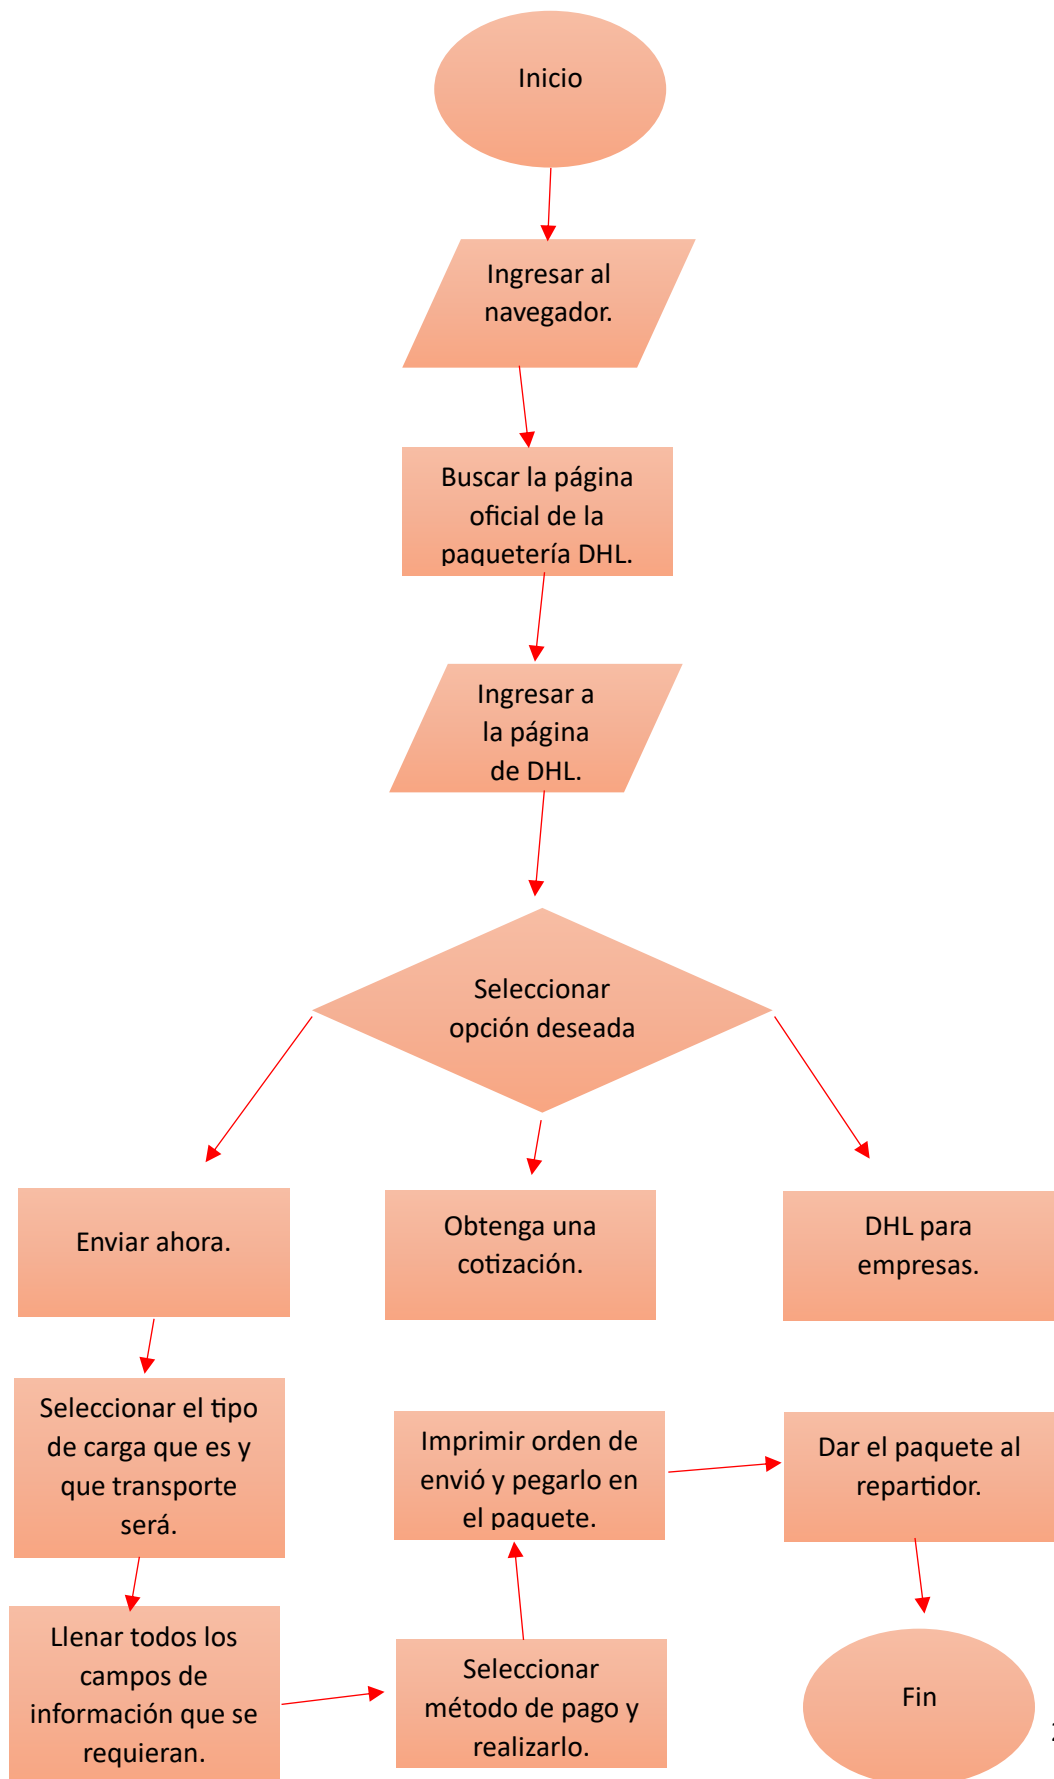 Inicio
Ingresar al
navegador.
Buscar la página
oficial de la
paquetería DHL.
Ingresar a
la página
de DHL.
Seleccionar
opción deseada
Enviar ahora.
Obtenga una
cotización.
DHL para
empresas.
Seleccionar el tipo
de carga que es y
que transporte
será.
Imprimir orden de
envió y pegarlo en
el paquete.
Dar el paquete al
repartidor.
Llenar todos los
campos de
información que se
requieran.
Seleccionar
método de pago y
realizarlo.
Fin